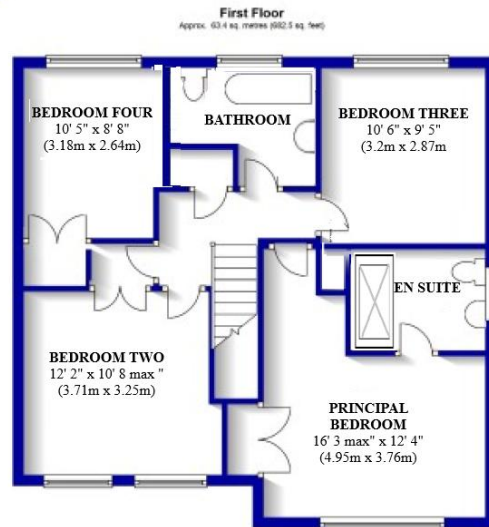 First Floor
Approx. 63.4 sq. metres (682.5 sq. feet)
BEDROOM FOUR
10' 5" x 8' 8"
(3.18m x 2.64m)
BATHROOM
BEDROOM THREE
10' 6" x 9' 5"
(3.2m x 2.87m
EN SUITE
BEDROOM TWO
12' 2" x 10' 8 max "
(3.71m x 3.25m)
PRINCIPAL
BEDROOM
16' 3 max" x 12' 4"
(4.95m x 3.76m)